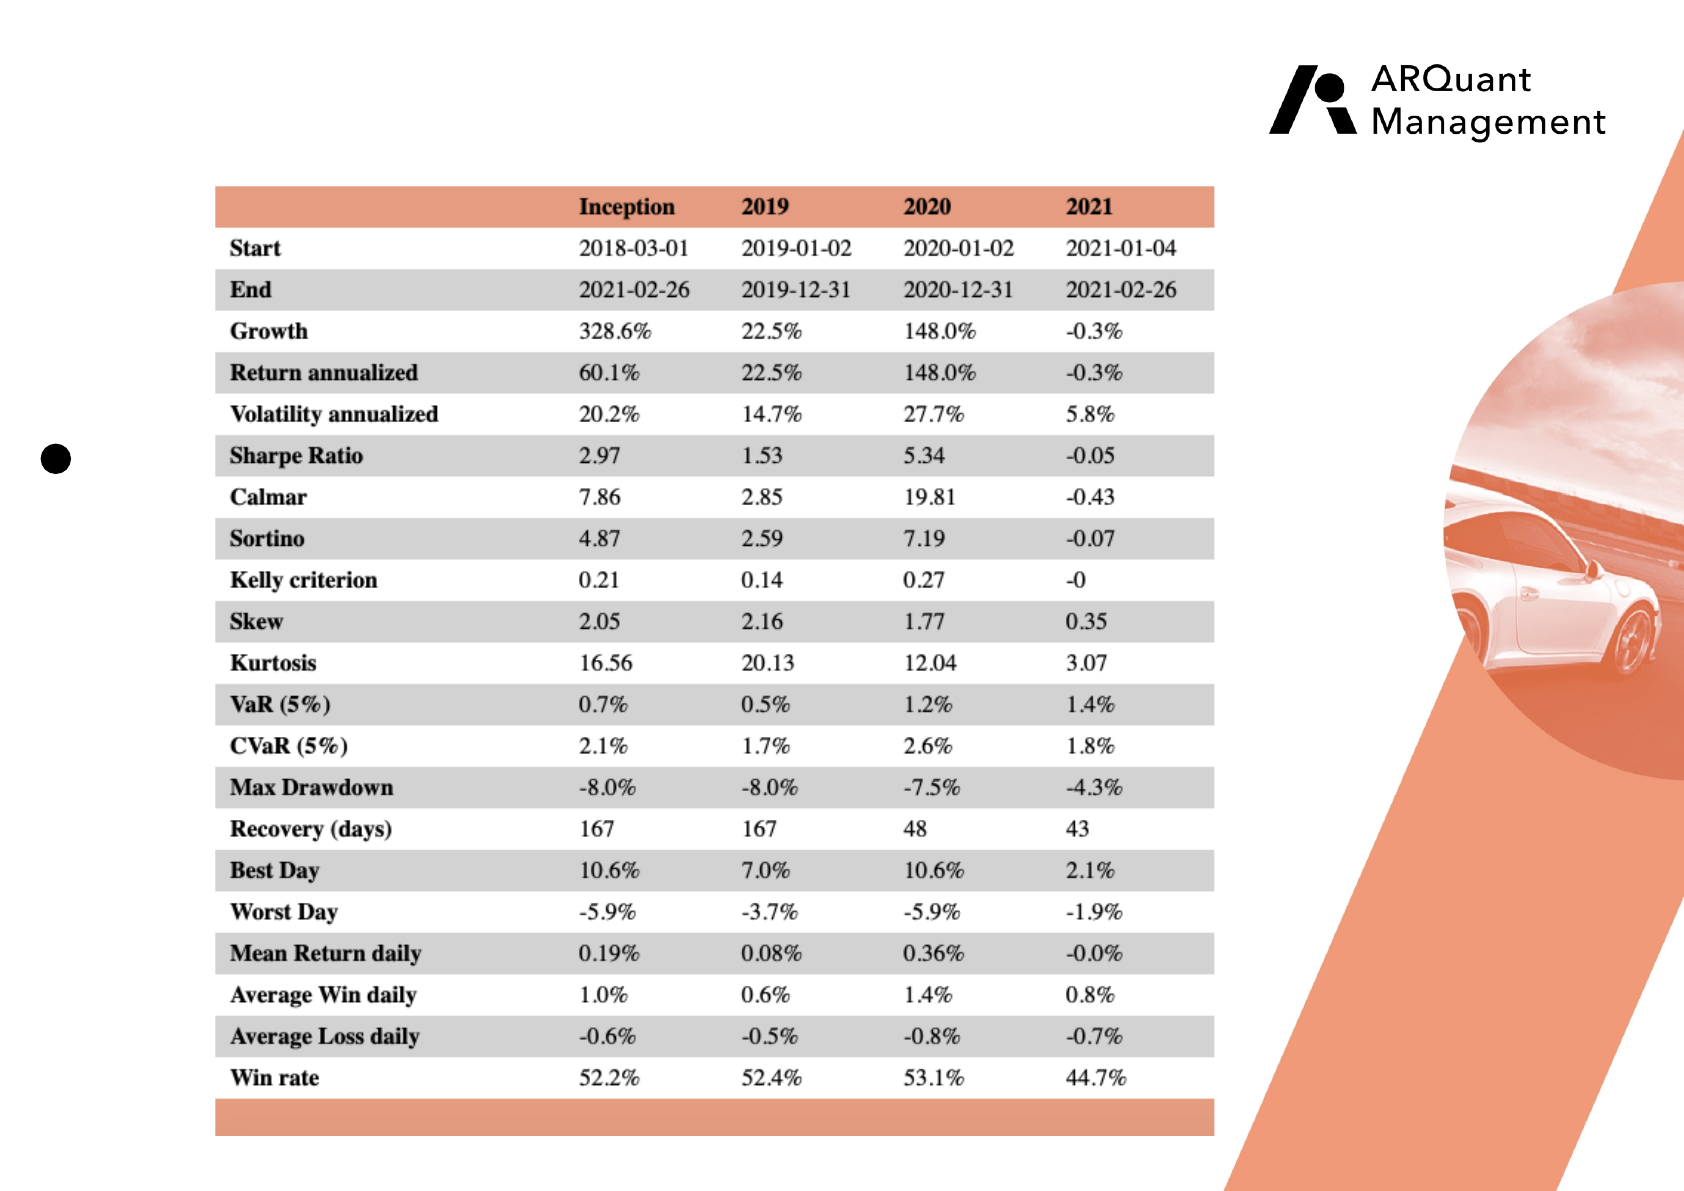 ARQuant
Management
Inception 2019 2020 2021
Start 2018-03-01 2019-01-02 2020-01-02 2021-01-04
End 2021-02-26 2019-12-31 2020-12-31 2021-02-26
Growth 328.6% 22.5% 148.0% -0.3%
Return annualized 60.1% 22.5% 148.0% -0.3%
Volatility annualized 20.2% 14.7% 27.7% 5.8%
Sharpe Ratio 2.97 1.53 5.34 -0.05
Calmar 7.86 2.85 19.81 -0.43
Sortino 4.87 2.59 7.19 -0.07
Kelly criterion 0.21 0.14 0.27 -0
Skew 2.05 2.16 1.77 0.35
Kurtosis 16.56 20.13 12.04 3.07
VaR (5%) 0.7% 0.5% 1.2% 1.4%
CVaR (5%) 2.1% 1.7% 2.6% 1.8%
Max Drawdown -8.0% -8.0% -7.5% -4.3%
Recovery (days) 167 167 48 43
Best Day 10.6% 7.0% 10.6% 2.1%
Worst Day -5.9% -3.7% -5.9% -1.9%
Mean Return daily 0.19% 0.08% 0.36% -0.0%
Average Win daily 1.0% 0.6% 1.4% 0.8%
Average Loss daily -0.6% -0.5% -0.8% -0.7%
Win rate 52.2% 52.4% 53.1% 44.7%